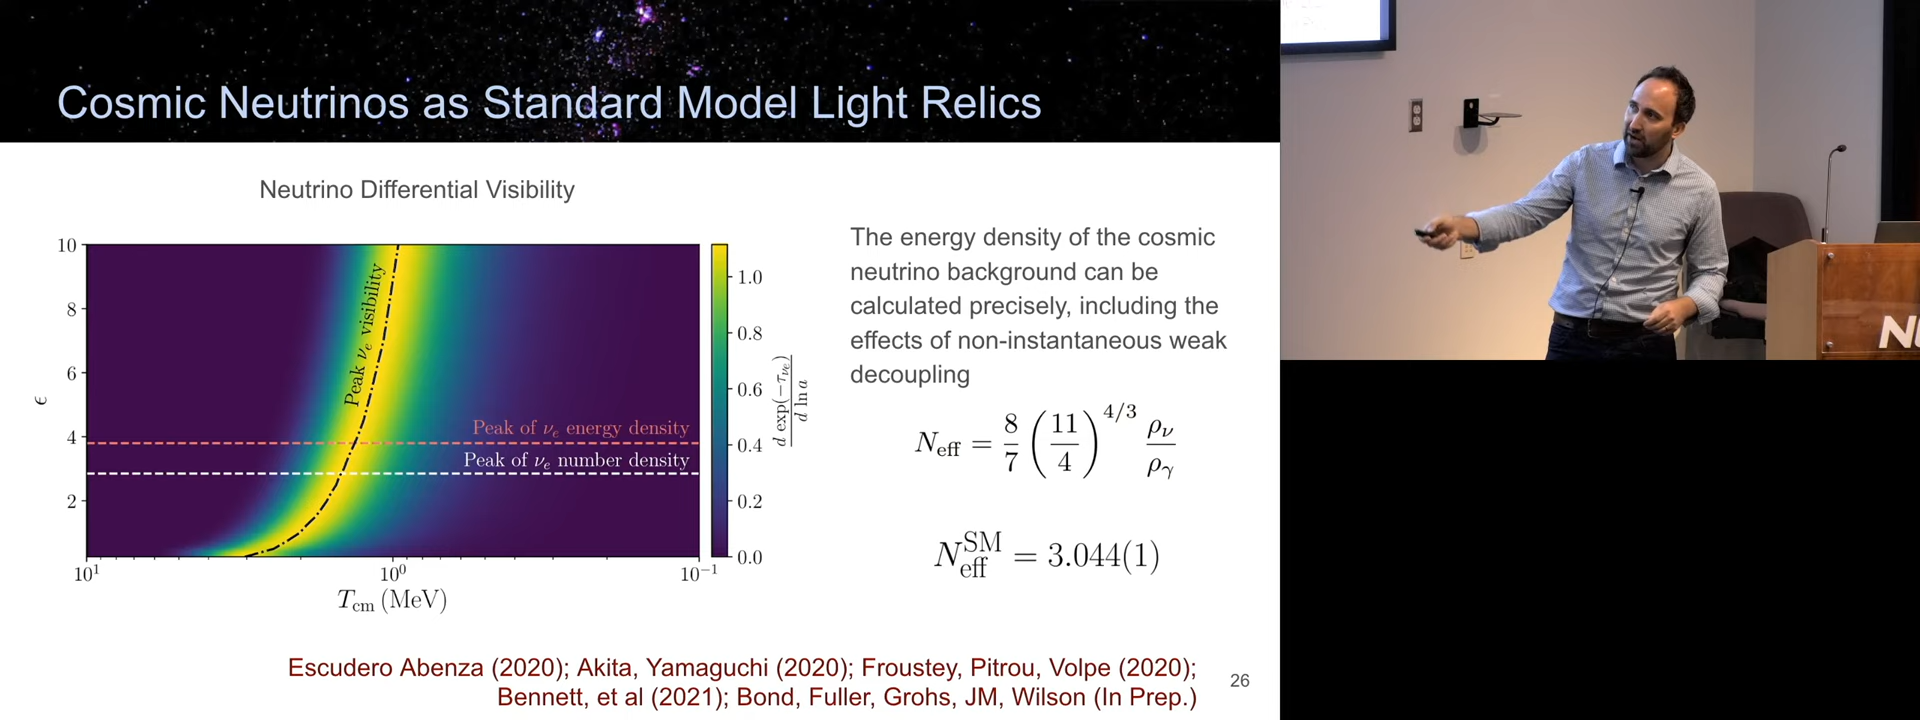 Cosmic Neutrinos as Standard Model Light Relics
Neutrino Differential Visibility
10
8
6
4
2
ϵ
Peak νₑ visibility
Peak of νₑ energy density
Peak of νₑ number density
10¹
10⁰
10⁻¹
T_cm (MeV)
1.0
0.8
0.6
0.4
0.2
0.0
d exp(−τ_νₑ) / d ln a
The energy density of the cosmic
neutrino background can be
calculated precisely, including the
effects of non-instantaneous weak
decoupling
N_eff = 8/7 (11/4)^4/3 ρ_ν/ρ_γ
N_eff^SM = 3.044(1)
Escudero Abenza (2020); Akita, Yamaguchi (2020); Froustey, Pitrou, Volpe (2020);
Bennett, et al (2021); Bond, Fuller, Grohs, JM, Wilson (In Prep.)
26